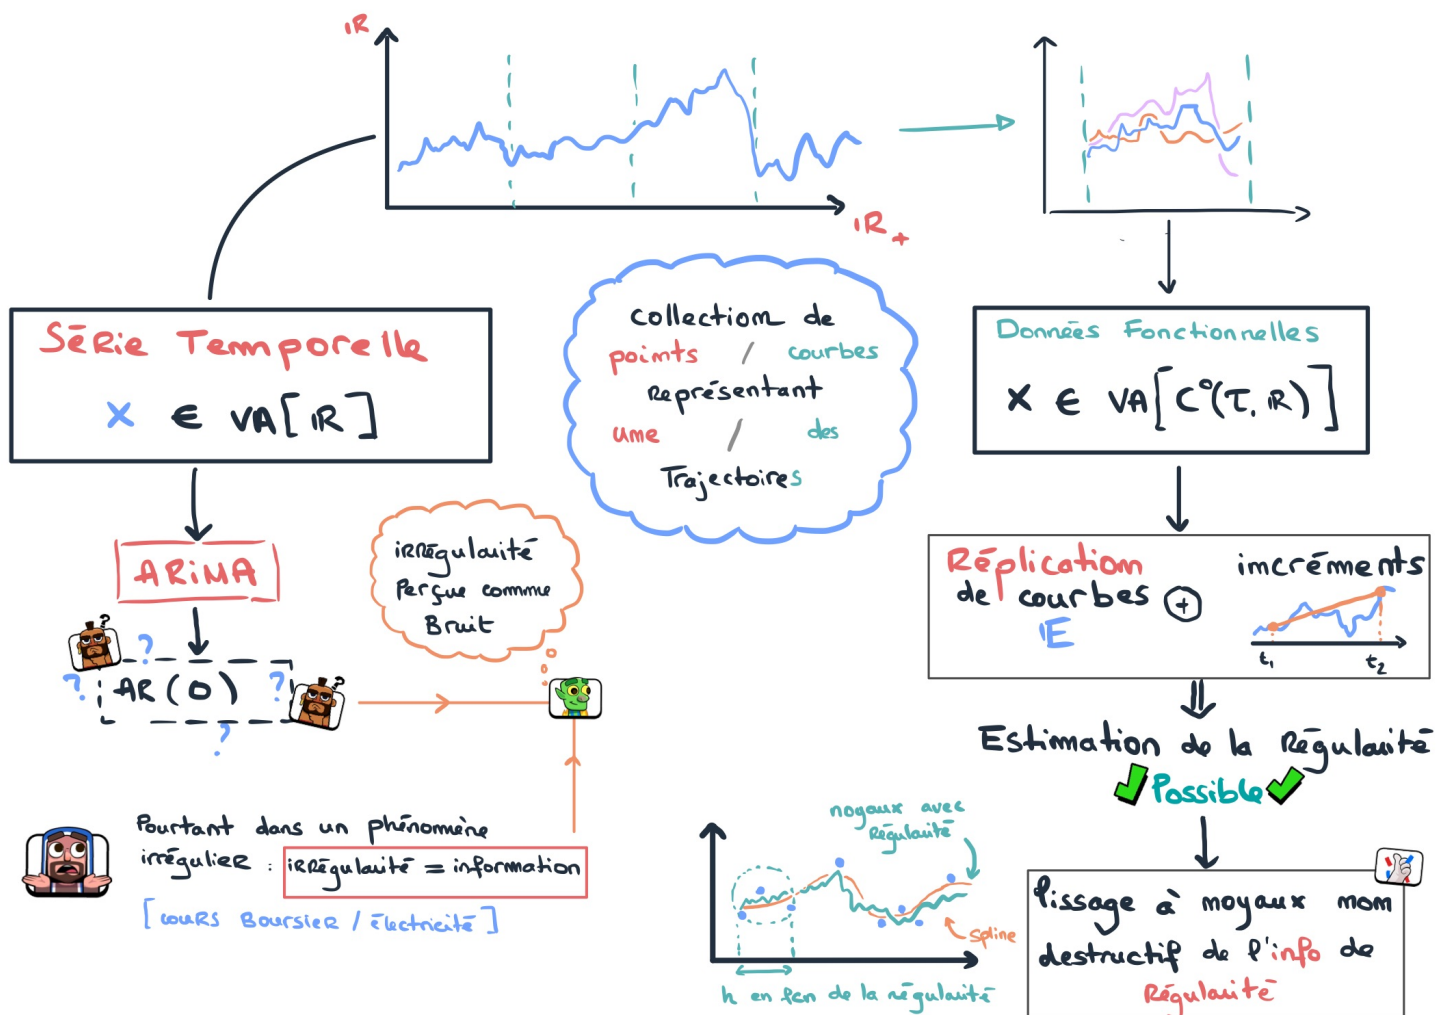 IR
IR+
Série Temporelle
X ∈ VA[IR]
ARIMA
?
?
AR(0)
?
?
?
?
irrégularité
Perçue comme
Bruit
Pourtant dans un phénomène
irrégulier : irrégularité = information
[cours Boursier / électricité]
collection de
points / courbes
Représentant
une / des
Trajectoires
Données Fonctionnelles
X ∈ VA[C⁰(τ, IR)]
Réplication
de courbes
IE
+
incréments
t₁
t₂
Estimation de la Régularité
Possible
lissage à noyaux non
destructif de l'info de
Régularité
noyaux avec
Régularité
spline
h en fcn de la régularité